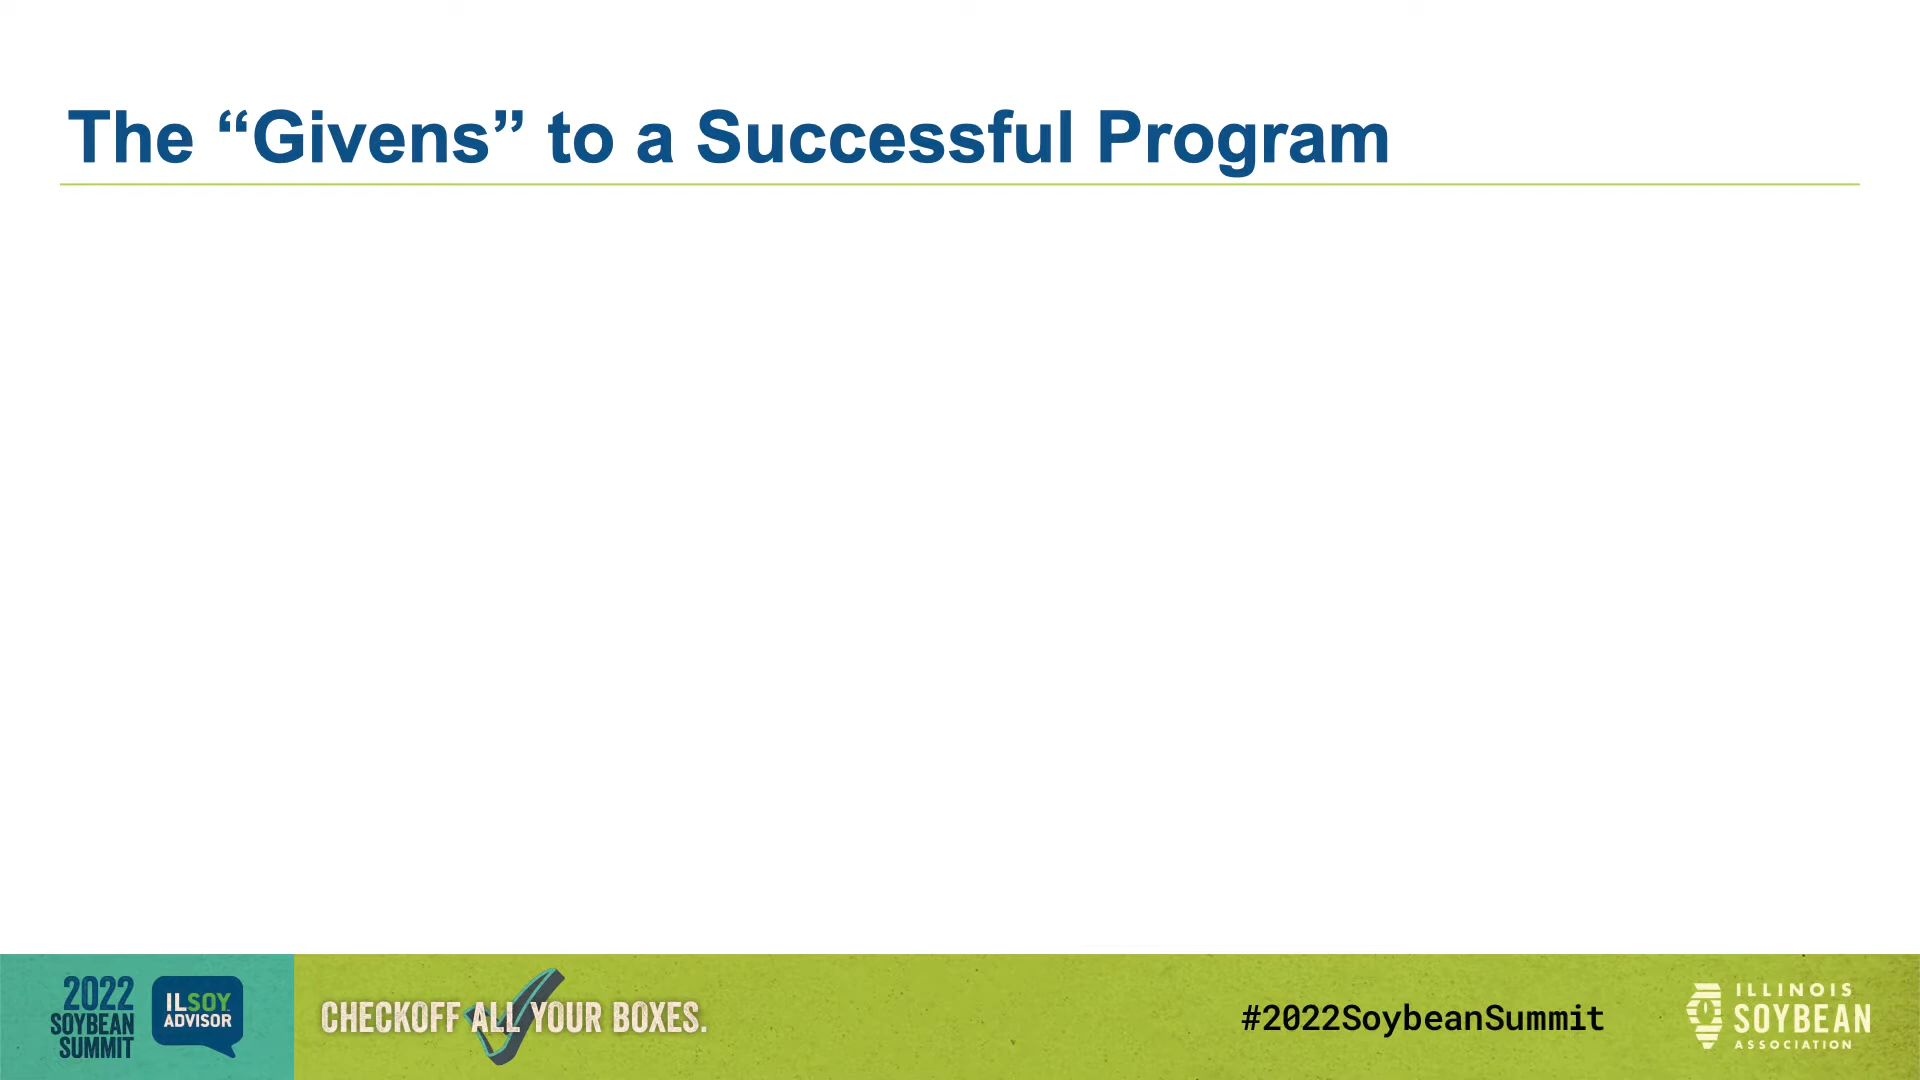 The “Givens” to a Successful Program
2022
SOYBEAN
SUMMIT
ILSOY
ADVISOR
CHECKOFF ALL YOUR BOXES.
#2022SoybeanSummit
ILLINOIS
SOYBEAN
ASSOCIATION